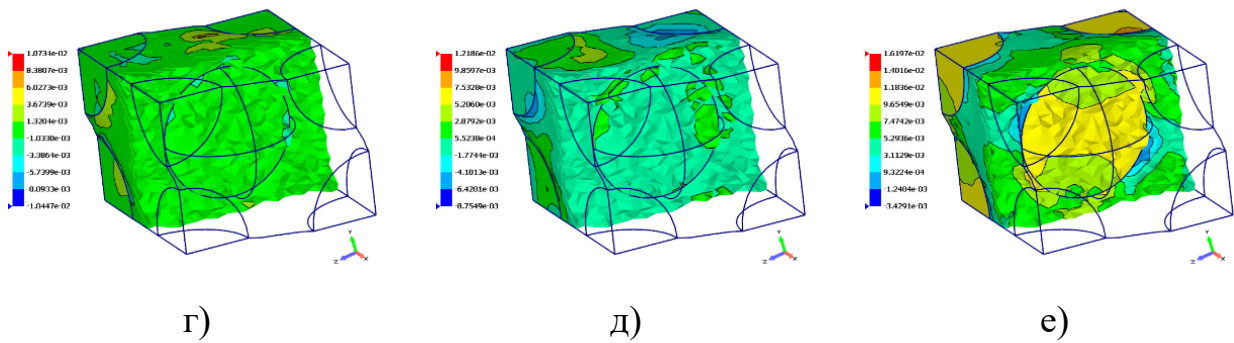 1.0734e-02
8.3807e-03
6.0273e-03
3.6739e-03
1.3204e-03
-1.0330e-03
-3.3864e-03
-5.7399e-03
-8.0933e-03
-1.0447e-02
Y
Z
X
г)
1.2186e-02
9.8597e-03
7.5328e-03
5.2060e-03
2.8792e-03
5.5238e-04
-1.7744e-03
-4.1013e-03
-6.4281e-03
-8.7549e-03
Y
Z
X
д)
1.6197e-02
1.4016e-02
1.1836e-02
9.6549e-03
7.4742e-03
5.2936e-03
3.1129e-03
9.3224e-04
-1.2484e-03
-3.4291e-03
Y
Z
X
е)